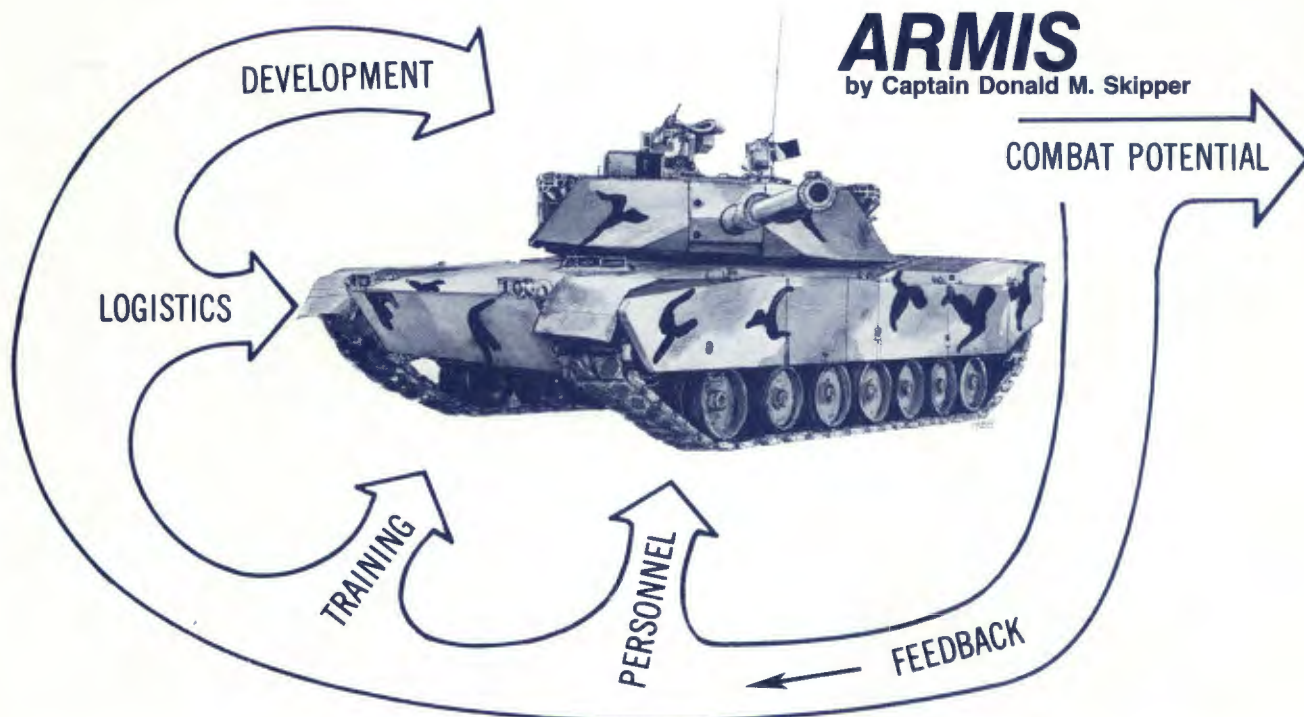 ARMIS
by Captain Donald M. Skipper
DEVELOPMENT
COMBAT POTENTIAL
LOGISTICS
TRAINING
PERSONNEL
FEEDBACK